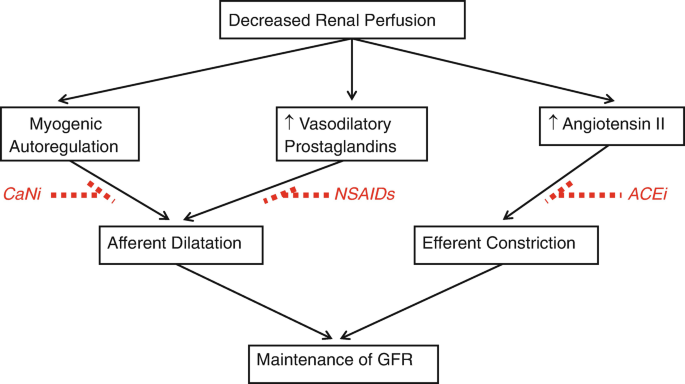 Decreased Renal Perfusion
Myogenic
Autoregulation
↑ Vasodilatory
Prostaglandins
↑ Angiotensin II
CaNi
NSAIDs
ACEi
Afferent Dilatation
Efferent Constriction
Maintenance of GFR